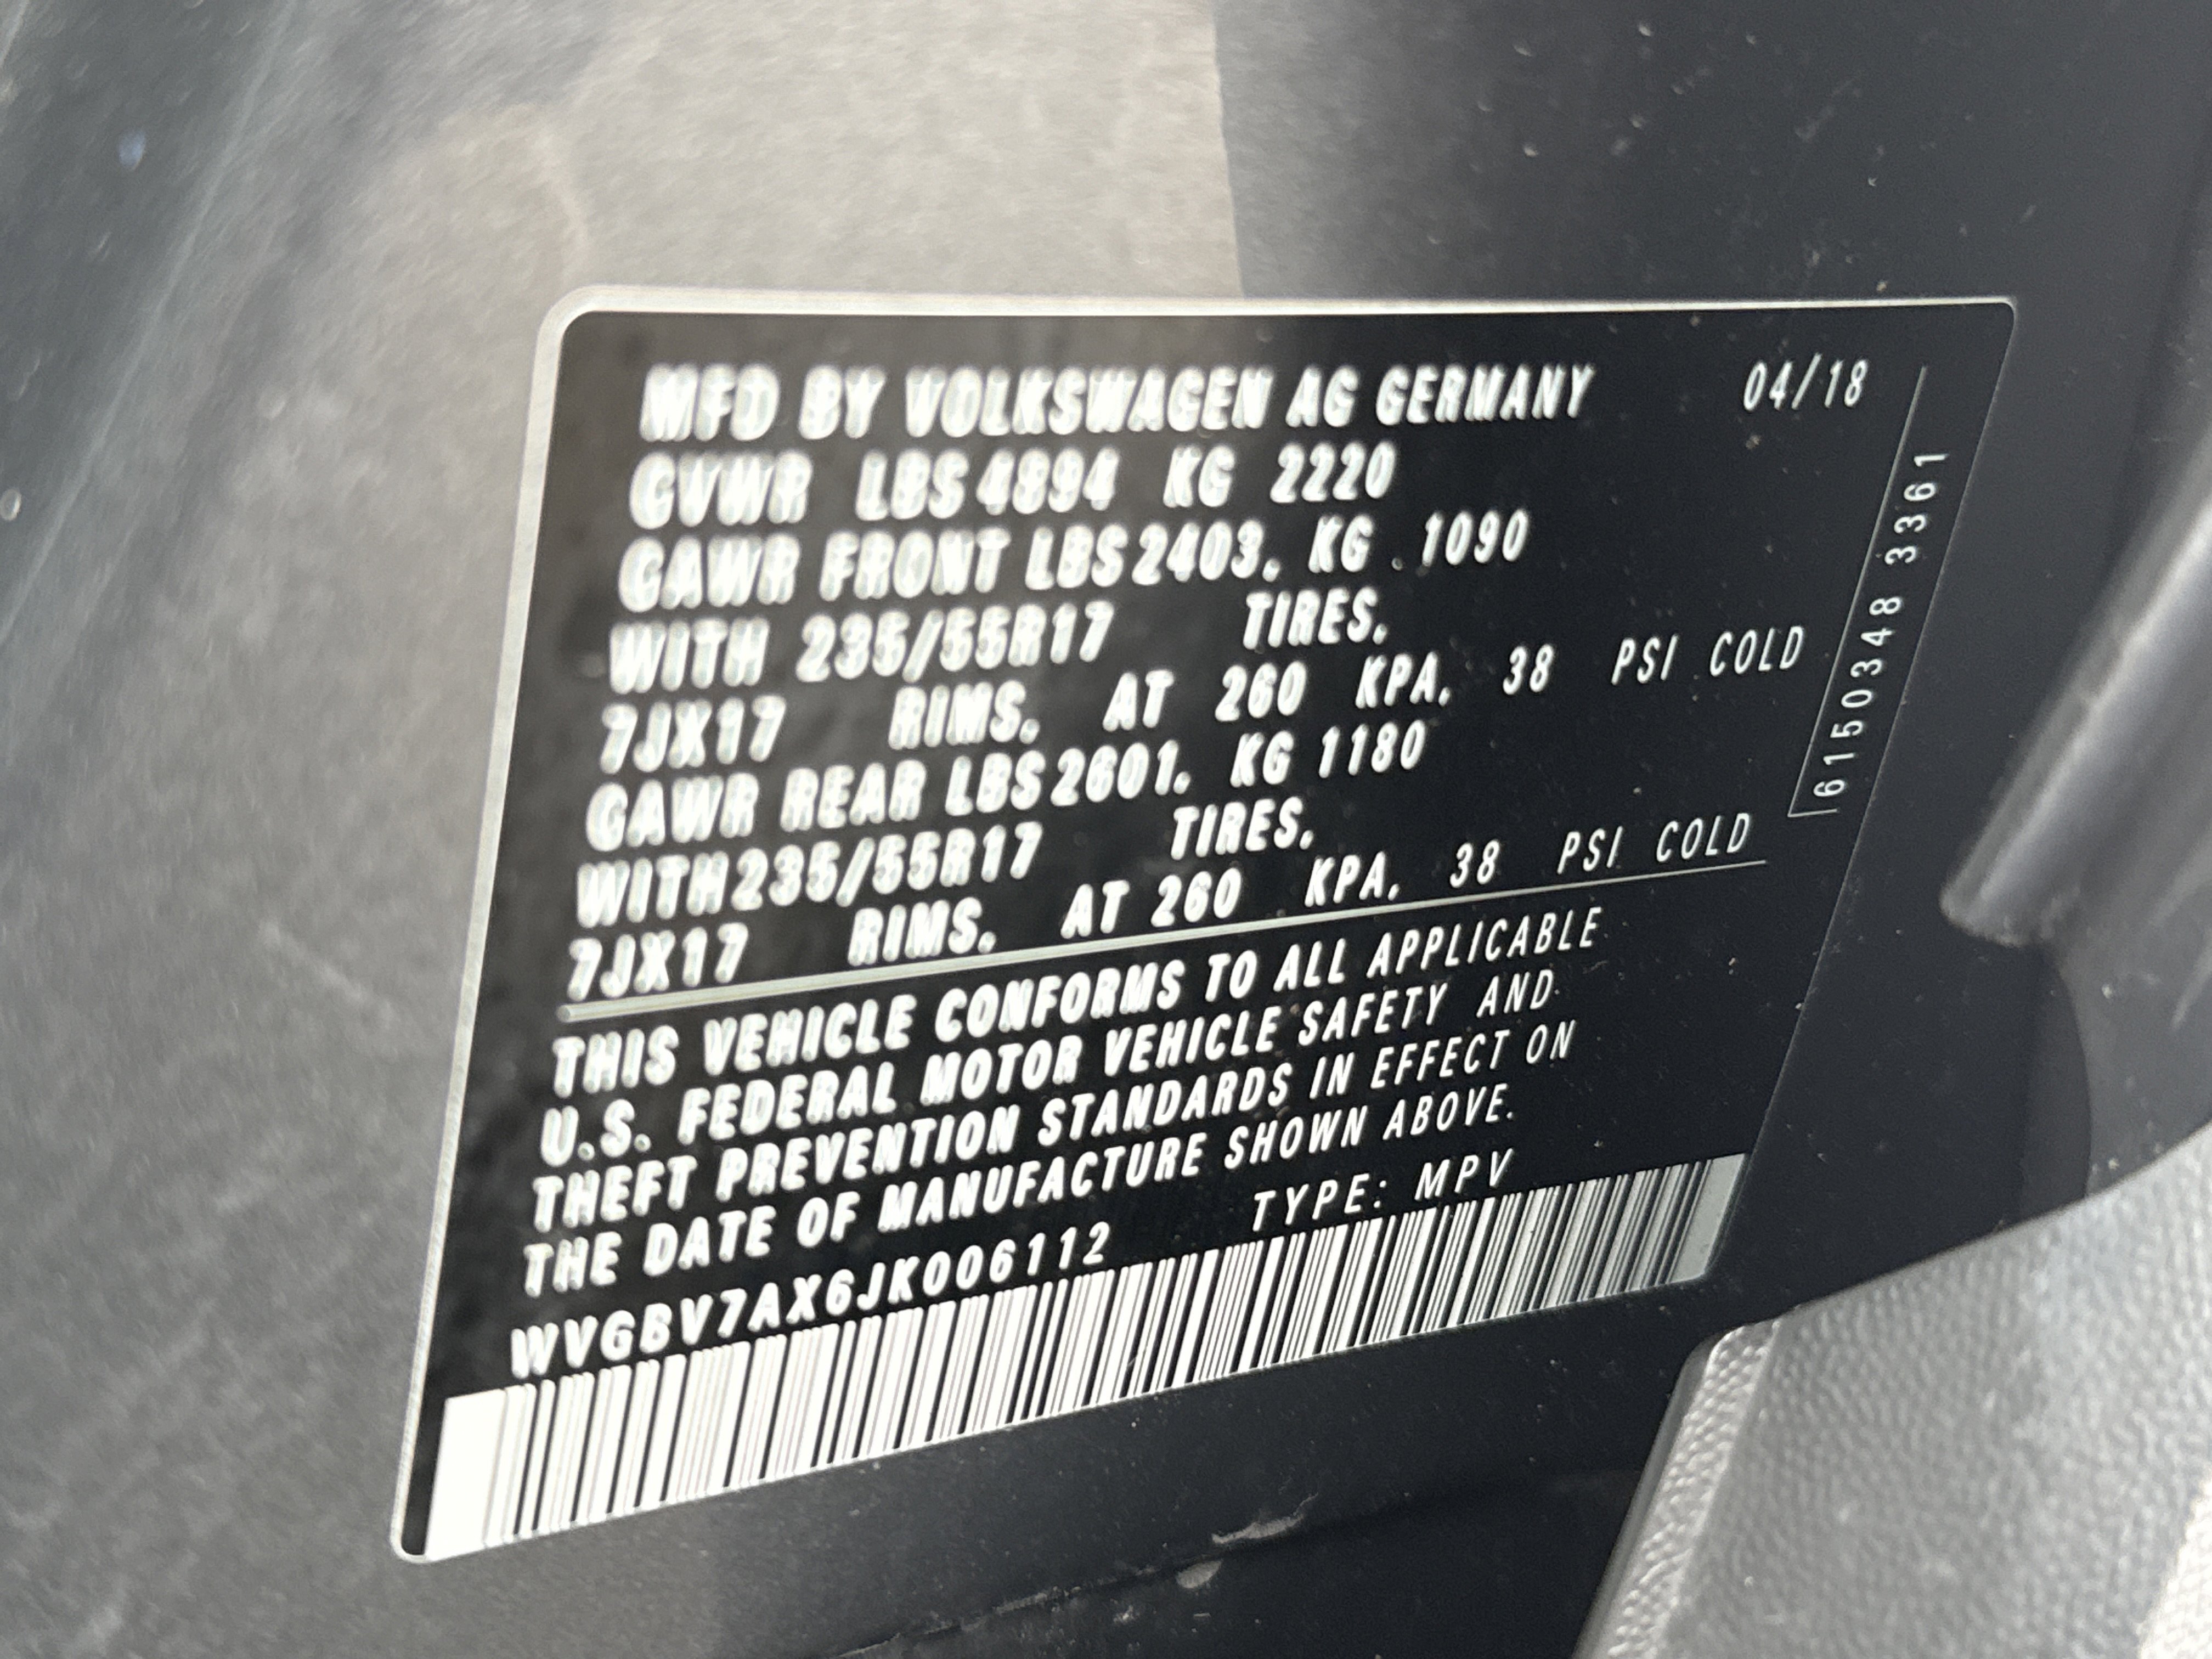 MFD BY VOLKSWAGEN AG GERMANY 04/18
GVWR LBS 4894 KG 2220
GAWR FRONT LBS 2403. KG . 1090
WITH 235/55R17 TIRES.
7JX17 RIMS. AT 260 KPA. 38 PSI COLD
GAWR REAR LBS 2601. KG 1180
WITH 235/55R17 TIRES.
7JX17 RIMS. AT 260 KPA. 38 PSI COLD
THIS VEHICLE CONFORMS TO ALL APPLICABLE
U.S. FEDERAL MOTOR VEHICLE SAFETY AND
THEFT PREVENTION STANDARDS IN EFFECT ON
THE DATE OF MANUFACTURE SHOWN ABOVE.
WVGBV7AX6JK006112 TYPE: MPV
6150348 3361